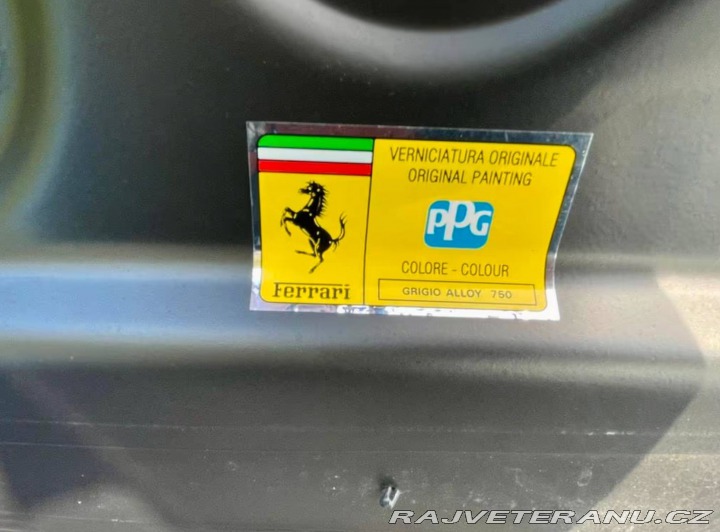 VERNICIATURA ORIGINALE
ORIGINAL PAINTING
PPG
COLORE - COLOUR
GRIGIO ALLOY 750
Ferrari
RAJVETERANU.CZ